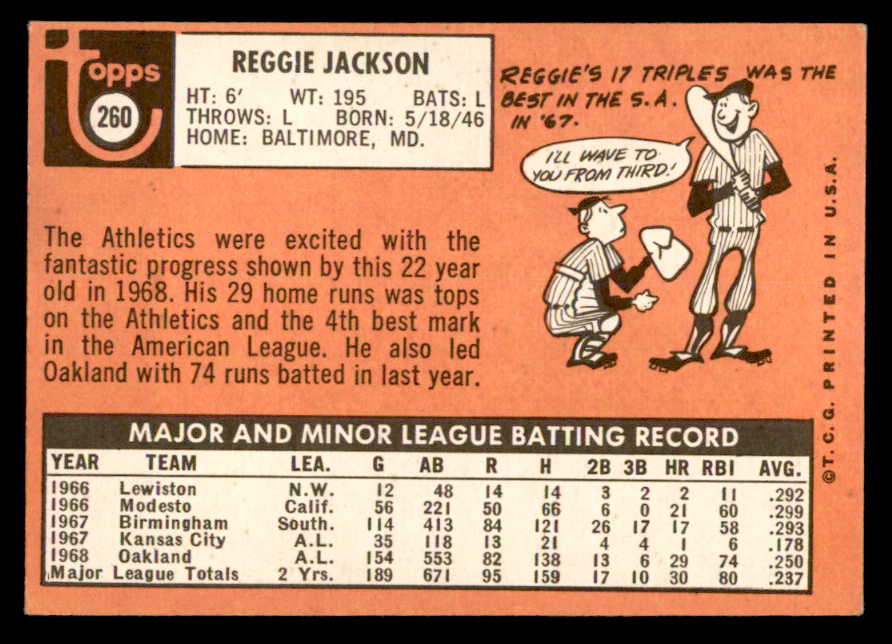 Topps
260
REGGIE JACKSON
HT: 6' WT: 195 BATS: L
THROWS: L BORN: 5/18/46
HOME: BALTIMORE, MD.
REGGIE'S 17 TRIPLES WAS THE
BEST IN THE S.A.
IN '67.
I'LL WAVE TO
YOU FROM THIRD!
The Athletics were excited with the
fantastic progress shown by this 22 year
old in 1968. His 29 home runs was tops
on the Athletics and the 4th best mark
in the American League. He also led
Oakland with 74 runs batted in last year.
MAJOR AND MINOR LEAGUE BATTING RECORD
YEAR TEAM LEA. G AB R H 2B 3B HR RBI AVG.
1966 Lewiston N.W. 12 48 14 14 3 2 2 11 .292
1966 Modesto Calif. 56 221 50 66 6 0 21 60 .299
1967 Birmingham South. 114 413 84 121 26 17 17 58 .293
1967 Kansas City A.L. 35 118 13 21 4 4 1 6 .178
1968 Oakland A.L. 154 553 82 138 13 6 29 74 .250
Major League Totals 2 Yrs. 189 671 95 159 17 10 30 80 .237
©T.C.G. PRINTED IN U.S.A.